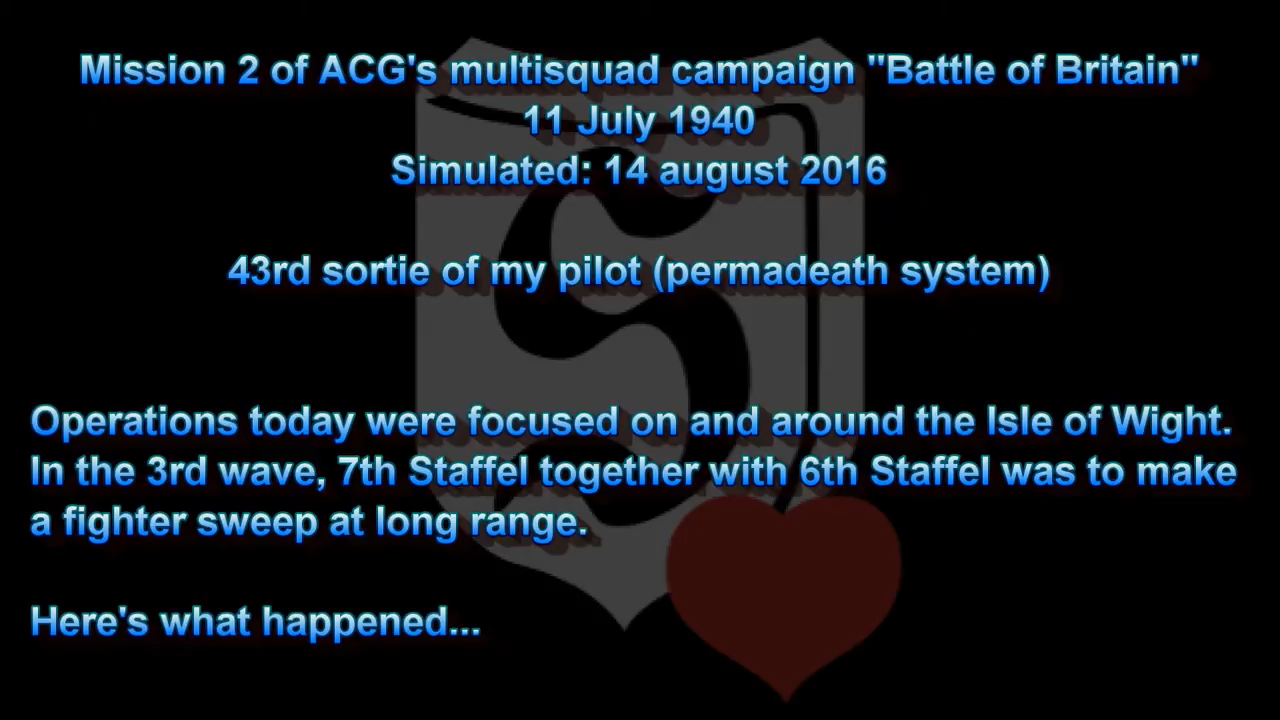 Mission 2 of ACG's multisquad campaign "Battle of Britain"
11 July 1940
Simulated: 14 august 2016
43rd sortie of my pilot (permadeath system)
Operations today were focused on and around the Isle of Wight.
In the 3rd wave, 7th Staffel together with 6th Staffel was to make
a fighter sweep at long range.
Here's what happened...